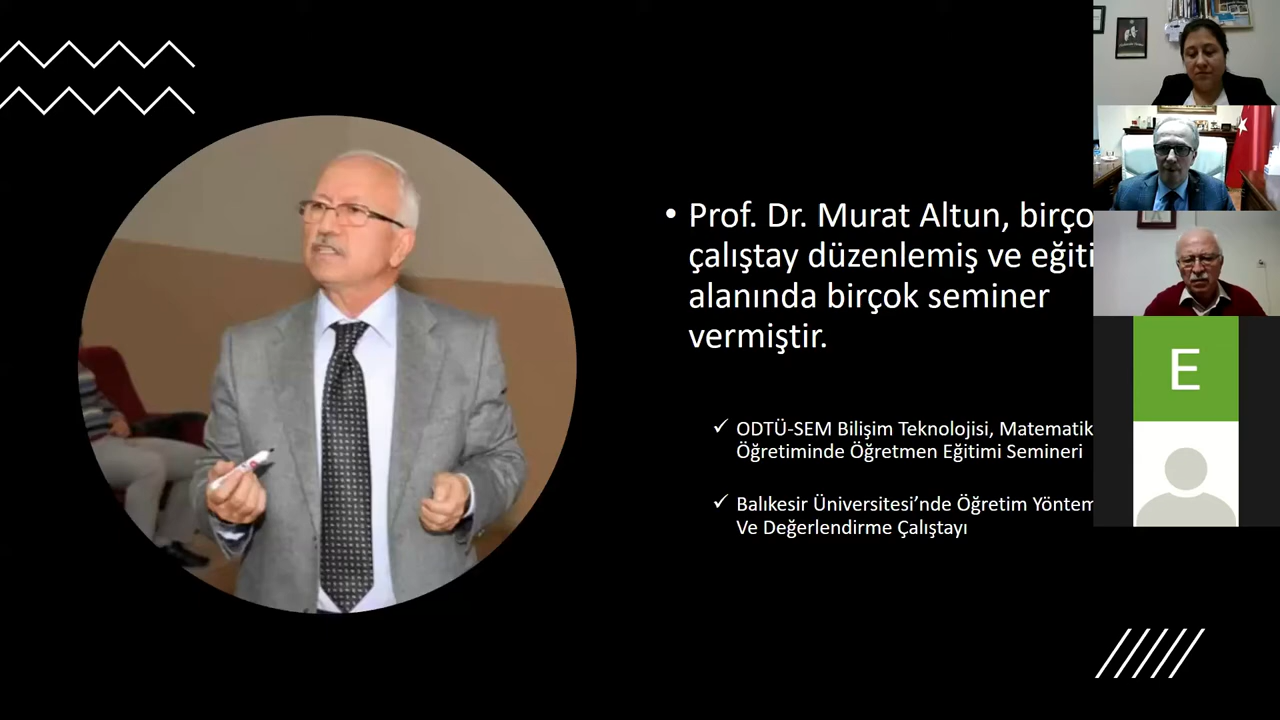 Prof. Dr. Murat Altun, birço
çalıştay düzenlemiş ve eğiti
alanında birçok seminer
vermiştir.
ODTÜ-SEM Bilişim Teknolojisi, Matematik
Öğretiminde Öğretmen Eğitimi Semineri
Balıkesir Üniversitesi’nde Öğretim Yöntem
Ve Değerlendirme Çalıştayı
E